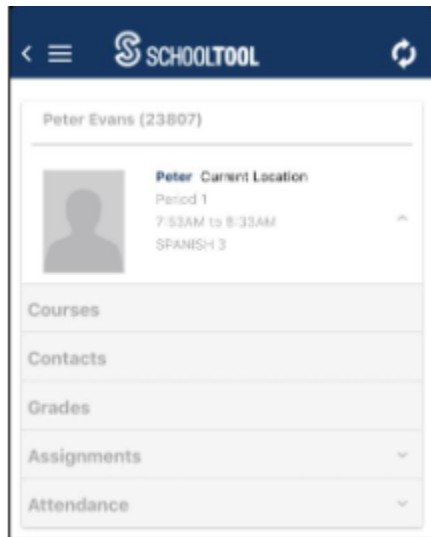 SCHOOLTOOL
Peter Evans (23807)
Peter Current Location
Period 1
7:53AM to 8:33AM
SPANISH 3
Courses
Contacts
Grades
Assignments
Attendance